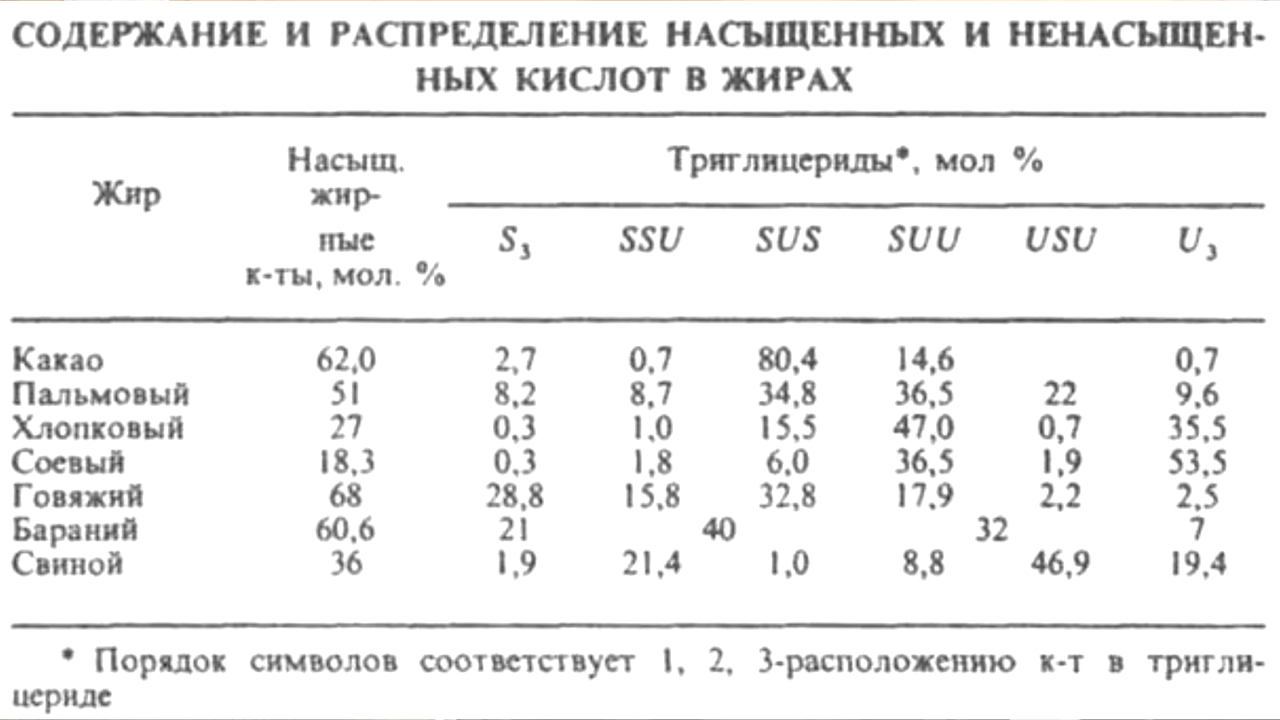 СОДЕРЖАНИЕ И РАСПРЕДЕЛЕНИЕ НАСЫЩЕННЫХ И НЕНАСЫЩЕН-
НЫХ КИСЛОТ В ЖИРАХ
Жир Насыщ. жир- Триглицериды*, мол %
ные к-ты, мол. % S3 SSU SUS SUU USU U3
Какао 62,0 2,7 0,7 80,4 14,6 0,7
Пальмовый 51 8,2 8,7 34,8 36,5 22 9,6
Хлопковый 27 0,3 1,0 15,5 47,0 0,7 35,5
Соевый 18,3 0,3 1,8 6,0 36,5 1,9 53,5
Говяжий 68 28,8 15,8 32,8 17,9 2,2 2,5
Бараний 60,6 21 40 32 7
Свиной 36 1,9 21,4 1,0 8,8 46,9 19,4
* Порядок символов соответствует 1, 2, 3-расположению к-т в тригли-
цериде